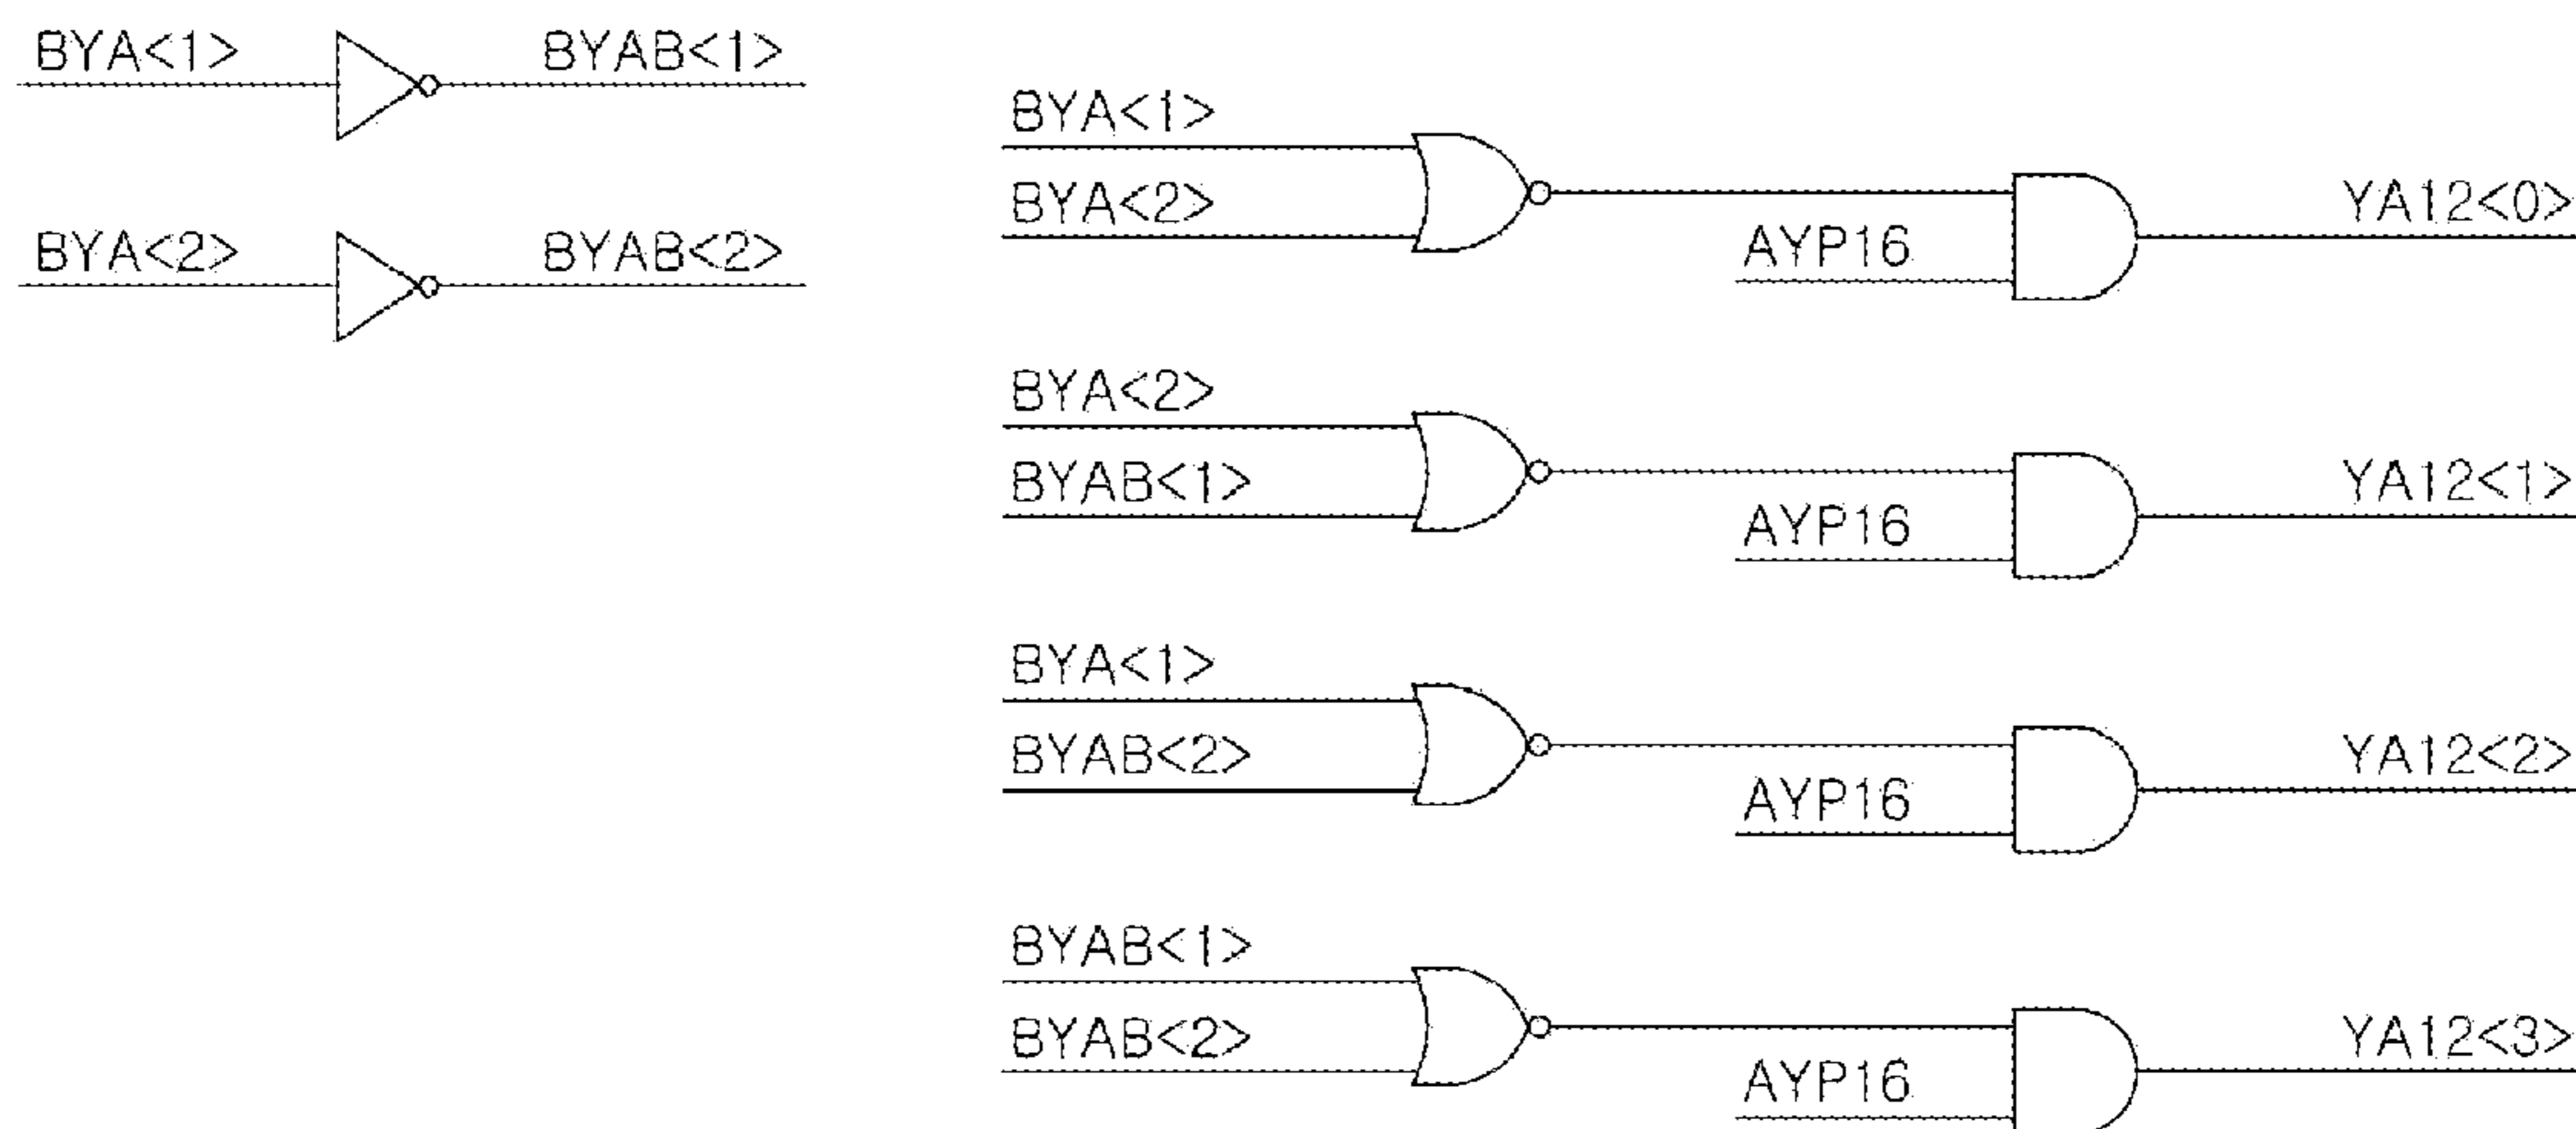 BYA<1> BYAB<1>
BYA<2> BYAB<2>
BYA<1>
BYA<2>
AYP16
YA12<0>
BYA<2>
BYAB<1>
AYP16
YA12<1>
BYA<1>
BYAB<2>
AYP16
YA12<2>
BYAB<1>
BYAB<2>
AYP16
YA12<3>